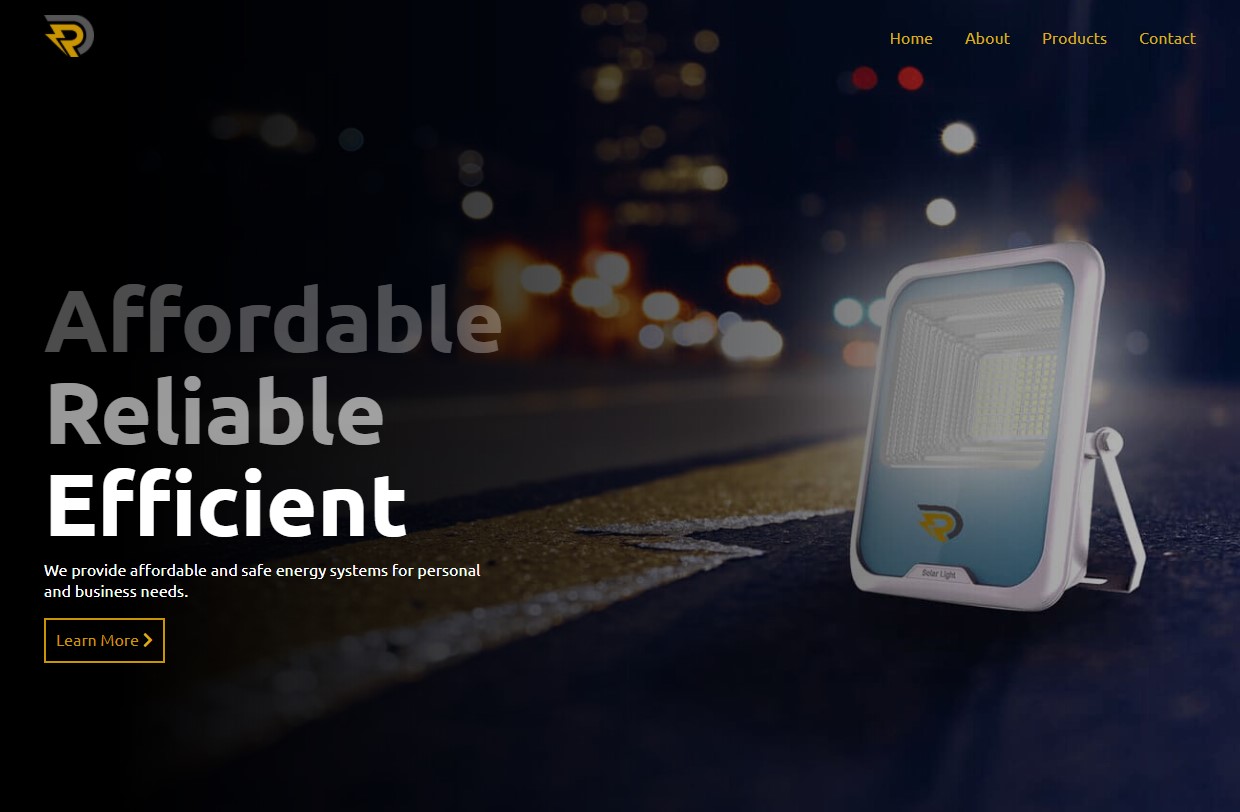 Home About Products Contact
Affordable
Reliable
Efficient
We provide affordable and safe energy systems for personal
and business needs.
Learn More
Solar Light